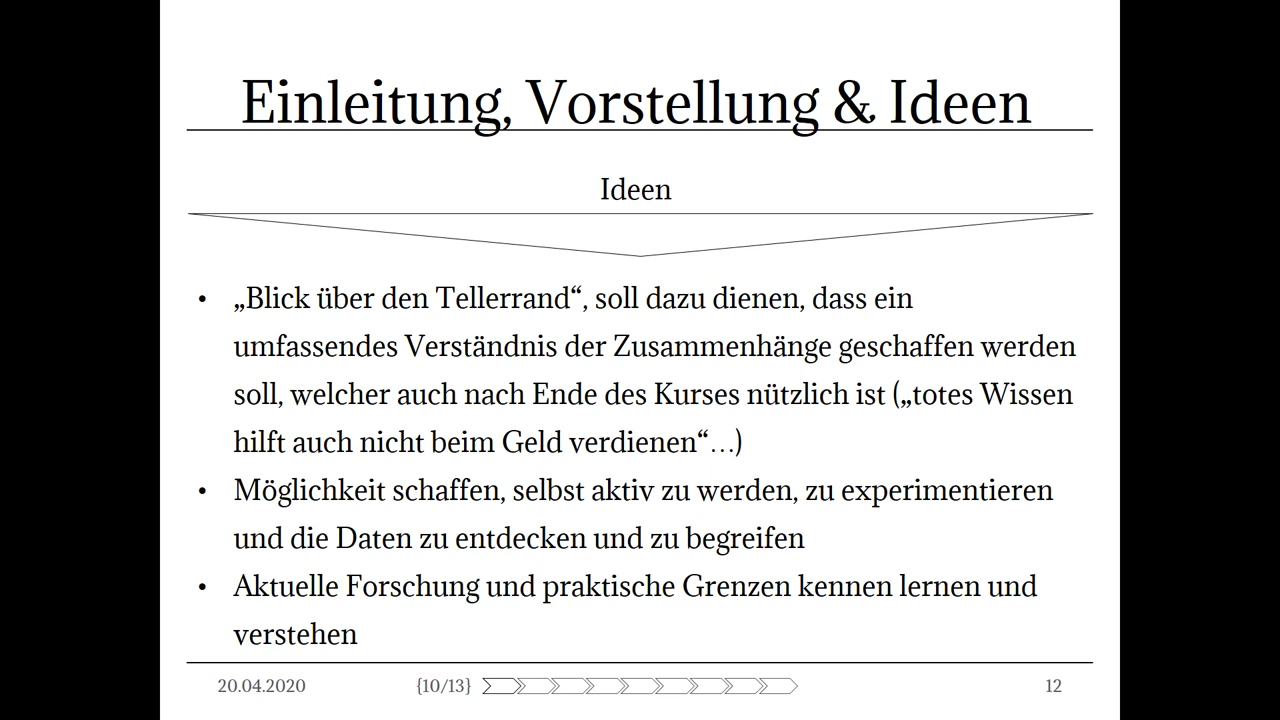 Einleitung, Vorstellung & Ideen
Ideen
• „Blick über den Tellerrand“, soll dazu dienen, dass ein
umfassendes Verständnis der Zusammenhänge geschaffen werden
soll, welcher auch nach Ende des Kurses nützlich ist („totes Wissen
hilft auch nicht beim Geld verdienen“…)
• Möglichkeit schaffen, selbst aktiv zu werden, zu experimentieren
und die Daten zu entdecken und zu begreifen
• Aktuelle Forschung und praktische Grenzen kennen lernen und
verstehen
20.04.2020 {10/13} 12